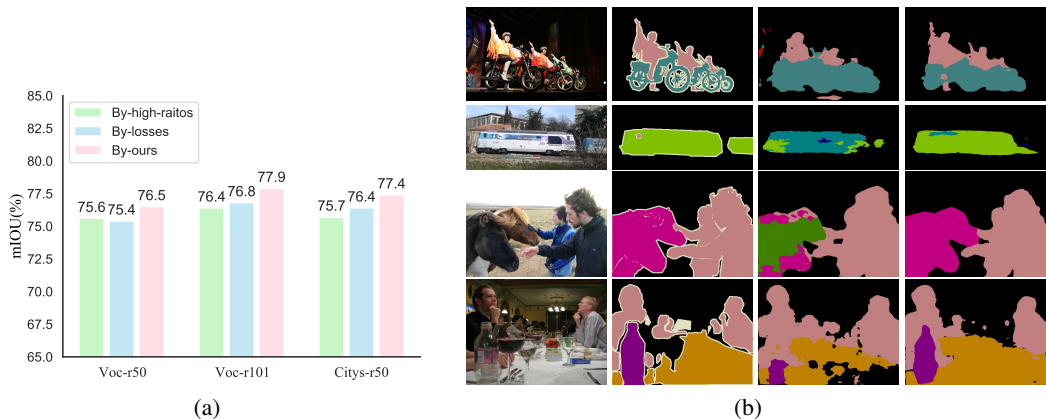 85.0
82.5
80.0
77.5
75.0
72.5
70.0
67.5
65.0
mIOU(%)
By-high-raitos
By-losses
By-ours
75.6
75.4
76.5
76.4
76.8
77.9
75.7
76.4
77.4
Voc-r50
Voc-r101
Citys-r50
(a)
(b)